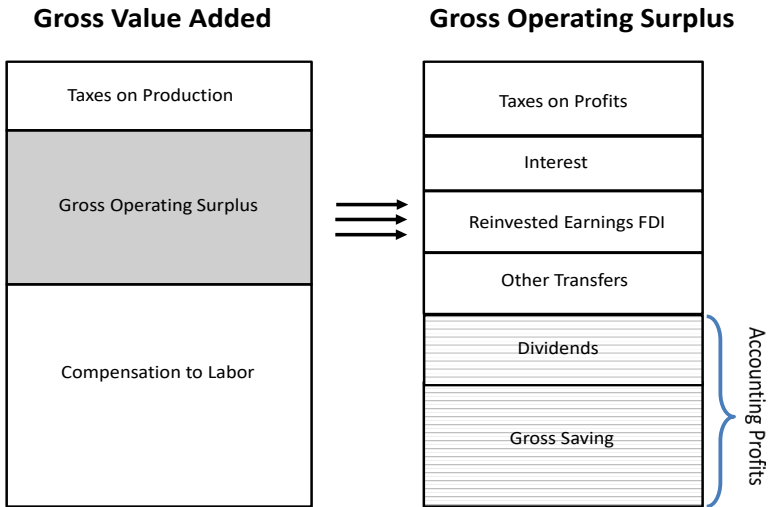 Gross Value Added
Gross Operating Surplus
Taxes on Production
Gross Operating Surplus
Compensation to Labor
Taxes on Profits
Interest
Reinvested Earnings FDI
Other Transfers
Dividends
Gross Saving
Accounting Profits